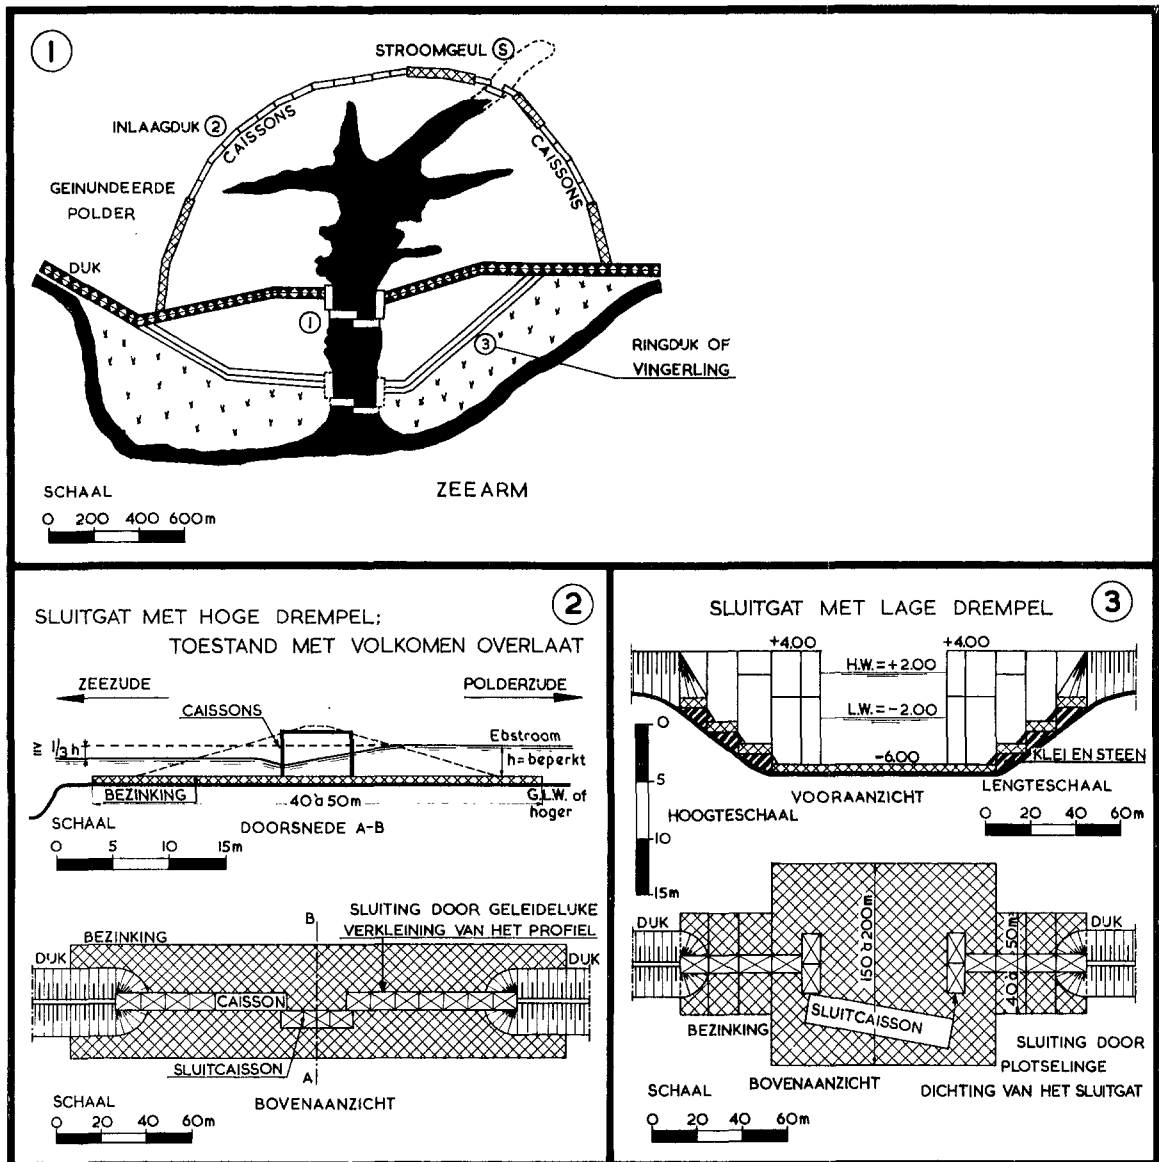 1
STROOMGEUL S
INLAAGDIJK 2
CAISSONS
CAISSONS
GEINUNDEERDE
POLDER
DIJK
1
3
RINGDIJK OF
VINGERLING
ZEEARM
SCHAAL
0 200 400 600m
2
SLUITGAT MET HOGE DREMPEL;
TOESTAND MET VOLKOMEN OVERLAAT
ZEEZIJDE
POLDERZIJDE
CAISSONS
≥ 1/3 h
Ebstroom
h= beperkt
BEZINKING
40 à 50m
G.L.W. of
hoger
SCHAAL
DOORSNEDE A-B
0 5 10 15m
B
SLUITING DOOR GELEIDELIJKE
VERKLEINING VAN HET PROFIEL
BEZINKING
DIJK
DIJK
CAISSON
SLUITCAISSON
A
BOVENAANZICHT
SCHAAL
0 20 40 60m
3
SLUITGAT MET LAGE DREMPEL
+4.00
+4.00
H.W.=+2.00
L.W.=-2.00
-6.00
KLEI EN STEEN
VOORAANZICHT
LENGTESCHAAL
HOOGTESCHAAL
0
5
10
15m
0 20 40 60m
DIJK
DIJK
150 à 200m
40 à 50m
SLUITCAISSON
BEZINKING
SLUITING DOOR
PLOTSELINGE
BOVENAANZICHT
DICHTING VAN HET SLUITGAT
SCHAAL
0 20 40 60m